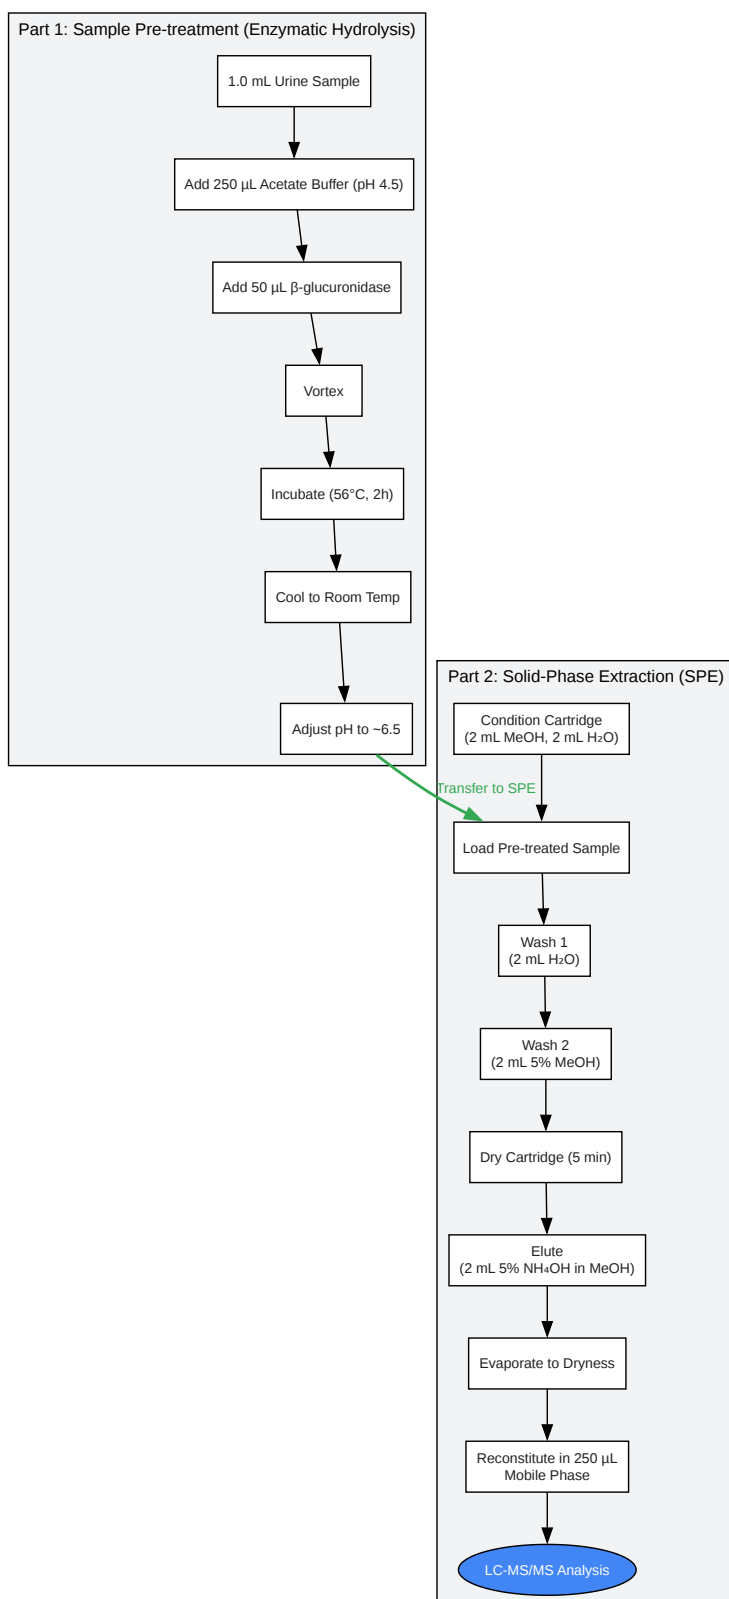 Part 1: Sample Pre-treatment (Enzymatic Hydrolysis)
1.0 mL Urine Sample
Add 250 µL Acetate Buffer (pH 4.5)
Add 50 µL β-glucuronidase
Vortex
Incubate (56°C, 2h)
Cool to Room Temp
Adjust pH to ~6.5
Transfer to SPE
Part 2: Solid-Phase Extraction (SPE)
Condition Cartridge
(2 mL MeOH, 2 mL H₂O)
Load Pre-treated Sample
Wash 1
(2 mL H₂O)
Wash 2
(2 mL 5% MeOH)
Dry Cartridge (5 min)
Elute
(2 mL 5% NH₄OH in MeOH)
Evaporate to Dryness
Reconstitute in 250 µL
Mobile Phase
LC-MS/MS Analysis